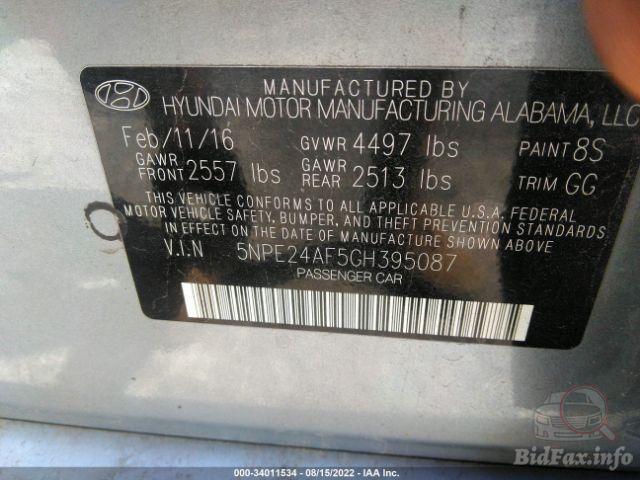 MANUFACTURED BY
HYUNDAI MOTOR MANUFACTURING ALABAMA, LLC
Feb/11/16 GVWR 4497 lbs PAINT 8S
GAWR FRONT 2557 lbs GAWR REAR 2513 lbs TRIM GG
THIS VEHICLE CONFORMS TO ALL APPLICABLE U.S.A. FEDERAL
MOTOR VEHICLE SAFETY, BUMPER, AND THEFT PREVENTION STANDARDS
IN EFFECT ON THE DATE OF MANUFACTURE SHOWN ABOVE.
V.I.N 5NPE24AF5GH395087
PASSENGER CAR
000-34011534 - 08/15/2022 - IAA Inc.
BidFax.info